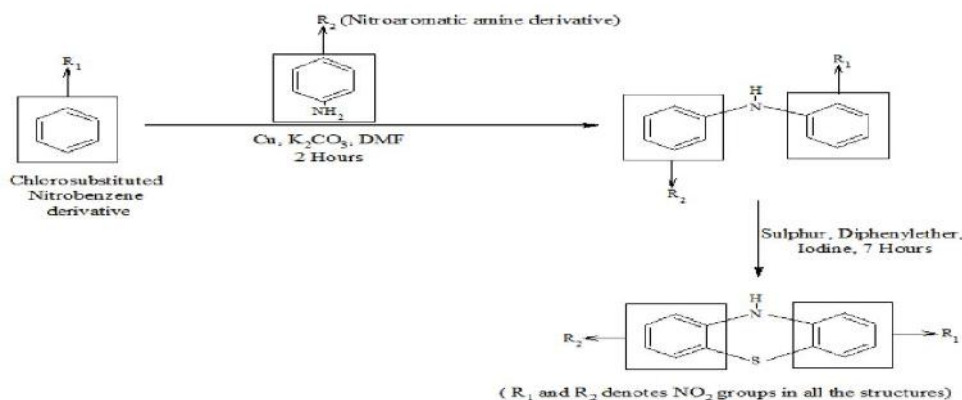 R₂ (Nitroaromatic amine derivative)
R₁
NH₂
Cu, K₂CO₃, DMF
2 Hours
Chlorosubstituted
Nitrobenzene
derivative
R₁
H
N
R₂
Sulphur, Diphenylether,
Iodine, 7 Hours
H
N
R₂
R₁
S
( R₁ and R₂ denotes NO₂ groups in all the structures)